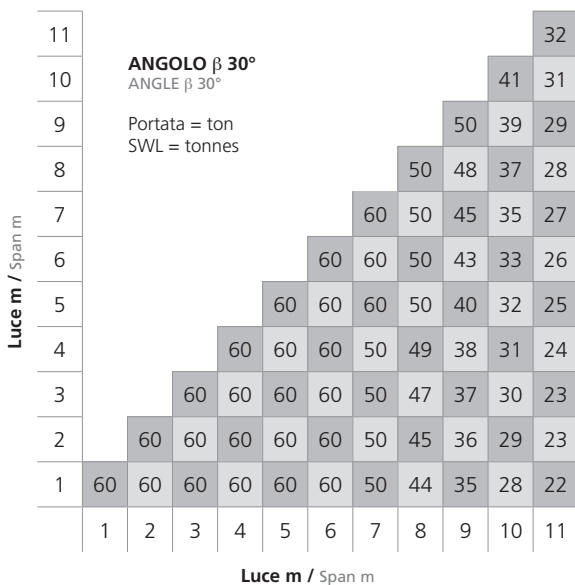 11 32
ANGOLO β 30°
ANGLE β 30°
10 41 31
9 50 39 29
Portata = ton
SWL = tonnes
8 50 48 37 28
7 60 50 45 35 27
6 60 60 50 43 33 26
5 60 60 60 50 40 32 25
4 60 60 60 50 49 38 31 24
3 60 60 60 60 50 47 37 30 23
2 60 60 60 60 60 50 45 36 29 23
1 60 60 60 60 60 60 50 44 35 28 22
1 2 3 4 5 6 7 8 9 10 11
Luce m / Span m
Luce m / Span m